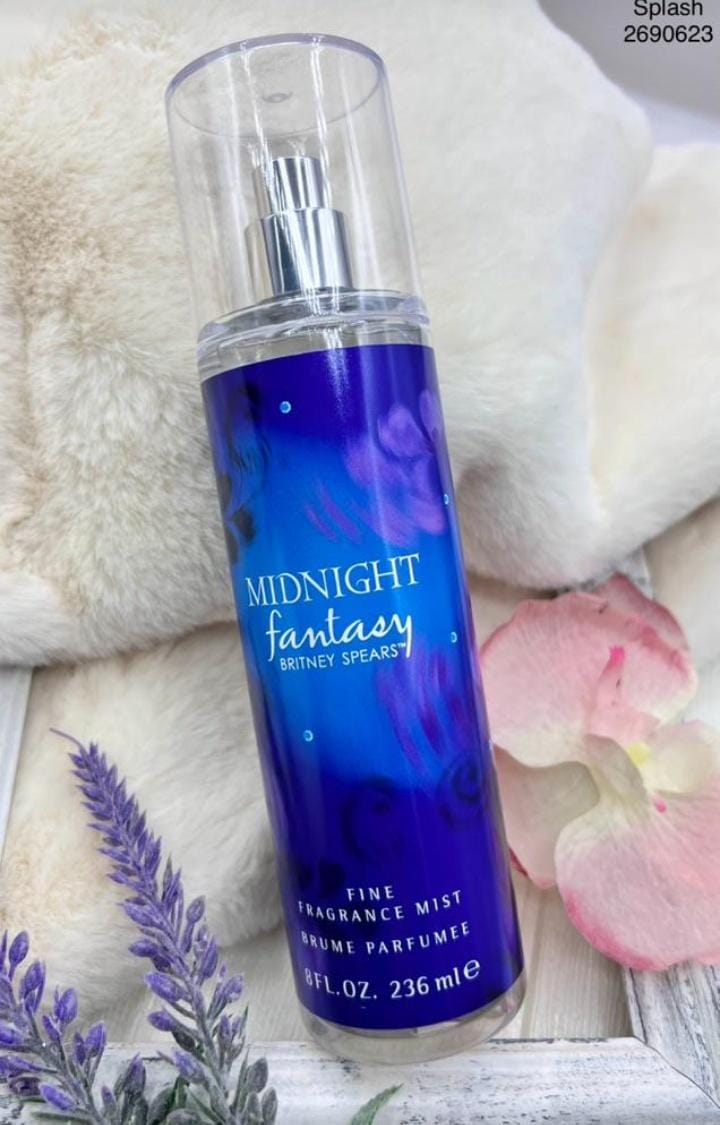 Splash
2690623
MIDNIGHT
fantasy
BRITNEY SPEARS™
FINE
FRAGRANCE MIST
BRUME PARFUMEE
8FL.OZ. 236 ml e